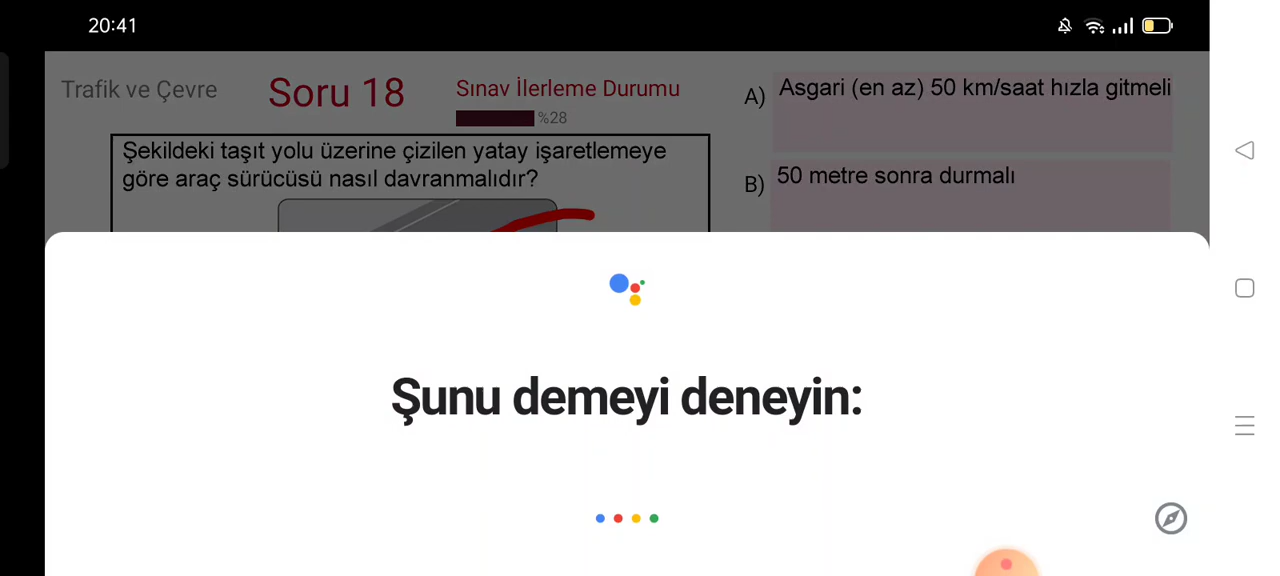 20:41
Trafik ve Çevre
Soru 18
Sınav İlerleme Durumu
%28
Şekildeki taşıt yolu üzerine çizilen yatay işaretlemeye
göre araç sürücüsü nasıl davranmalıdır?
A) Asgari (en az) 50 km/saat hızla gitmeli
B) 50 metre sonra durmalı
Şunu demeyi deneyin: